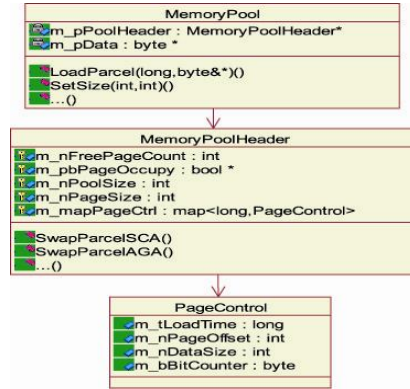 MemoryPool
m_pPoolHeader : MemoryPoolHeader*
m_pData : byte *
LoadParcel(long,byte&*)()
SetSize(int,int)()
...()
MemoryPoolHeader
m_nFreePageCount : int
m_pbPageOccupy : bool *
m_nPoolSize : int
m_nPageSize : int
m_mapPageCtrl : map<long,PageControl>
SwapParcelSCA()
SwapParcelAGA()
...()
PageControl
m_tLoadTime : long
m_nPageOffset : int
m_nDataSize : int
m_bBitCounter : byte